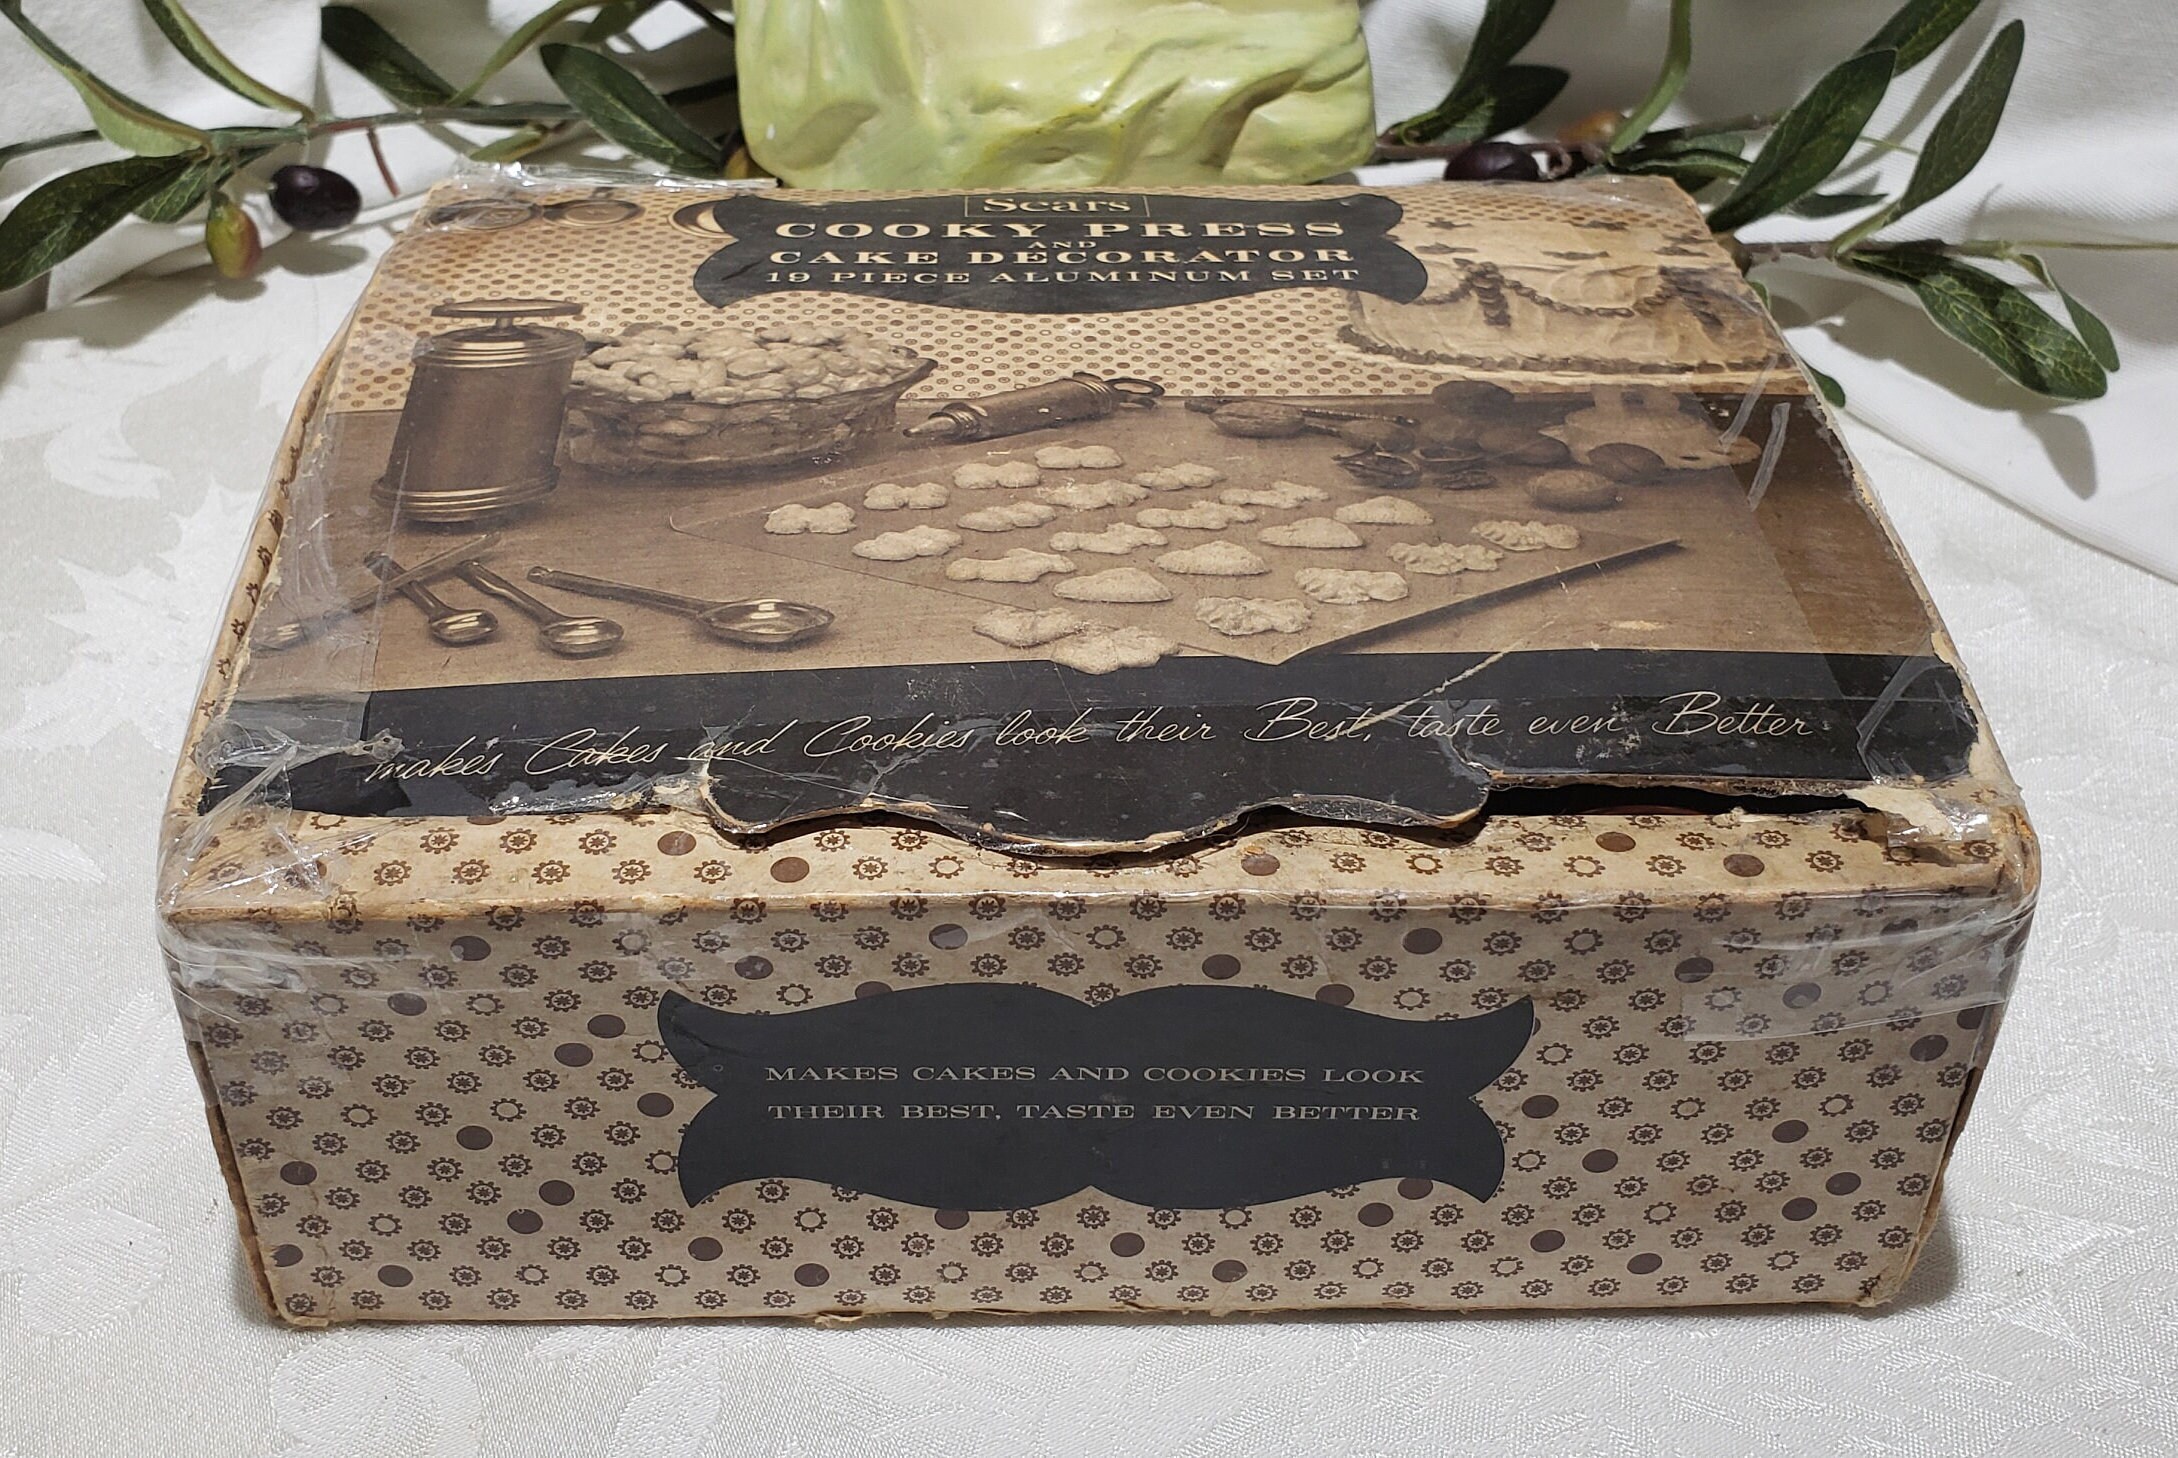 Sears
COOKY PRESS
AND
CAKE DECORATOR
19 PIECE ALUMINUM SET
makes Cakes and Cookies look their Best, taste even Better
MAKES CAKES AND COOKIES LOOK
THEIR BEST, TASTE EVEN BETTER